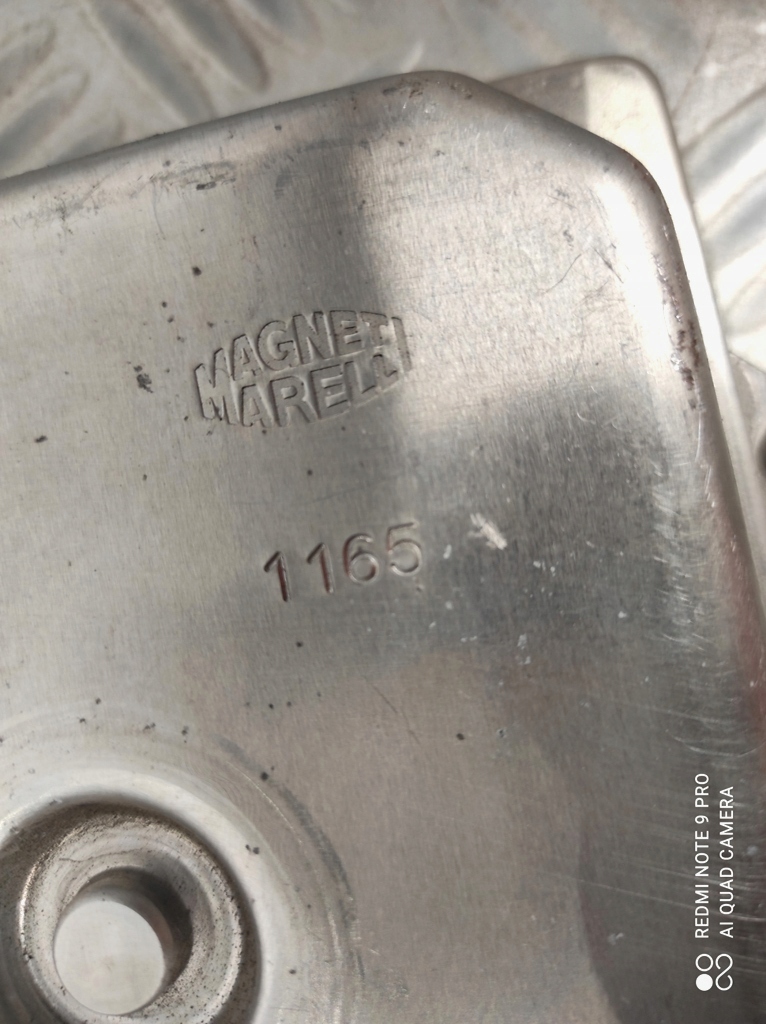 MAGNETI
MARELLI
1165
REDMI NOTE 9 PRO
AI QUAD CAMERA